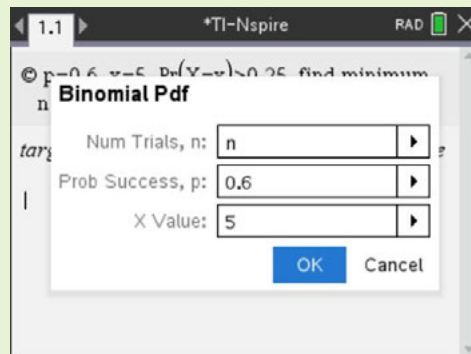 1.1 *TI-Nspire RAD
© p=0.6, x=5, Pr(X=x)>0.25, find minimum
n
Binomial Pdf
targ e
Num Trials, n: n
Prob Success, p: 0.6
X Value: 5
OK Cancel